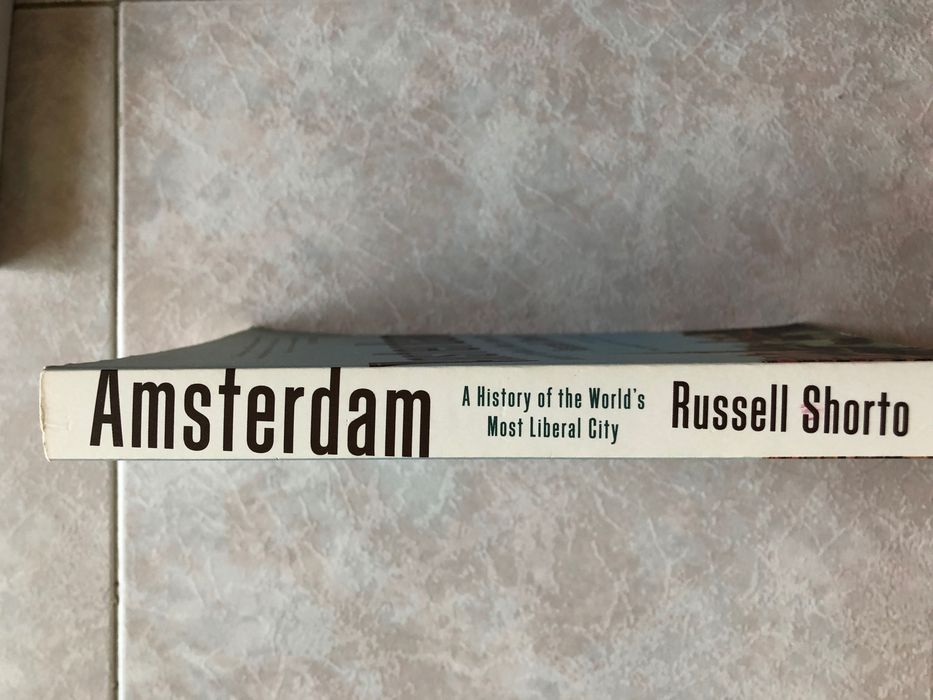 Amsterdam
A History of the World's
Most Liberal City
Russell Shorto